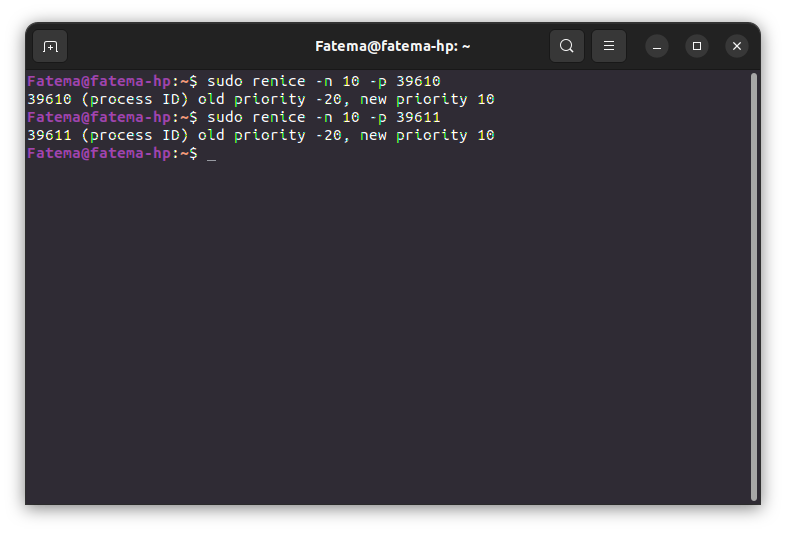 Fatema@fatema-hp: ~
Fatema@fatema-hp:~$ sudo renice -n 10 -p 39610
39610 (process ID) old priority -20, new priority 10
Fatema@fatema-hp:~$ sudo renice -n 10 -p 39611
39611 (process ID) old priority -20, new priority 10
Fatema@fatema-hp:~$ _